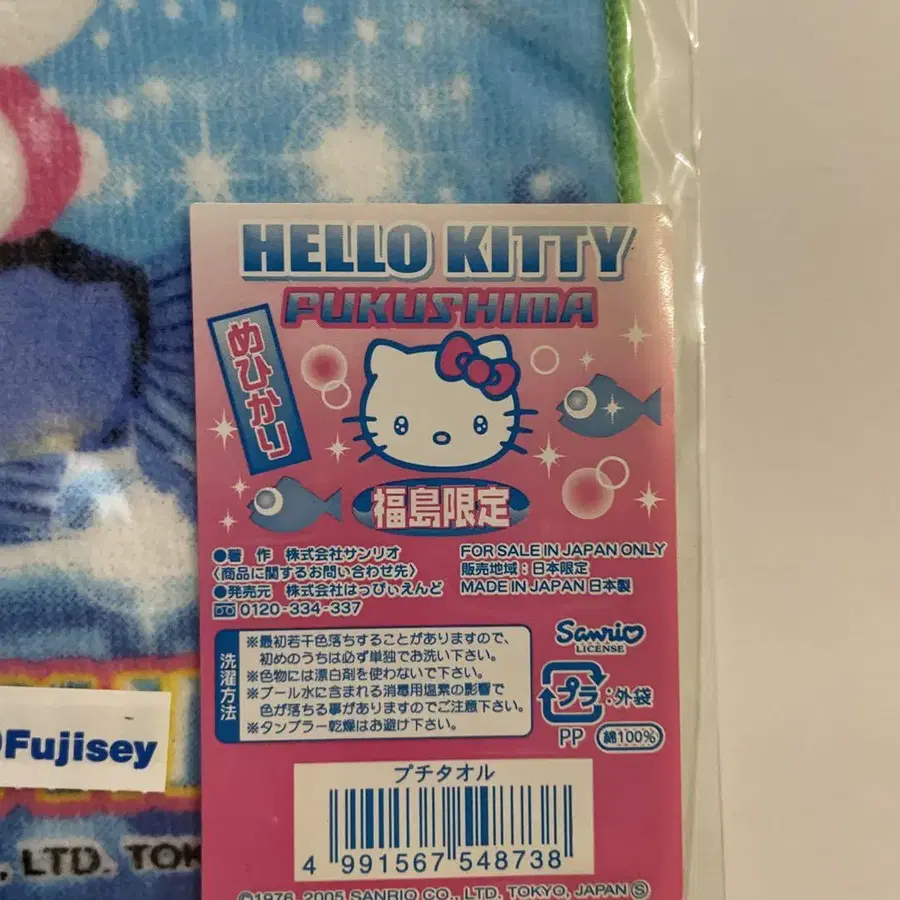 HELLO KITTY
FUKUSHIMA
めひかり
福島限定
●著 作 株式会社サンリオ
〈商品に関するお問い合わせ先〉
●発売元 株式会社はっぴぃえんど
0120-334-337
FOR SALE IN JAPAN ONLY
販売地域:日本限定
MADE IN JAPAN 日本製
洗濯方法
※最初若干色落ちすることがありますので、
初めのうちは必ず単独でお洗い下さい。
※色物には漂白剤を使わないで下さい。
※プール水に含まれる消毒用塩素の影響で
色が落ちる事がありますのでご注意下さい。
※タンブラー乾燥はお避け下さい。
Sanrio
LICENSE
プラ:外袋
PP 綿100%
プチタオル
4 991567 548738
©1976, 2005 SANRIO CO., LTD. TOKYO, JAPAN Ⓢ
@Fujisey
, LTD. TOK